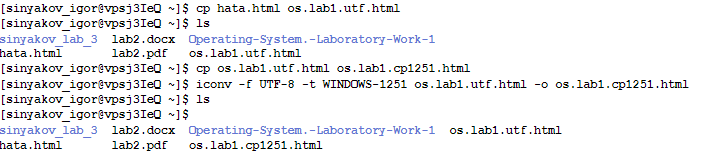 [sinyakov_igor@vpsj3IeQ ~]$ cp hata.html os.lab1.utf.html
[sinyakov_igor@vpsj3IeQ ~]$ ls
sinyakov_lab_3  lab2.docx  Operating-System.-Laboratory-Work-1
hata.html       lab2.pdf   os.lab1.utf.html
[sinyakov_igor@vpsj3IeQ ~]$ cp os.lab1.utf.html os.lab1.cp1251.html
[sinyakov_igor@vpsj3IeQ ~]$ iconv -f UTF-8 -t WINDOWS-1251 os.lab1.utf.html -o os.lab1.cp1251.html
[sinyakov_igor@vpsj3IeQ ~]$ ls
[sinyakov_igor@vpsj3IeQ ~]$
sinyakov_lab_3  lab2.docx  Operating-System.-Laboratory-Work-1  os.lab1.utf.html
hata.html       lab2.pdf   os.lab1.cp1251.html